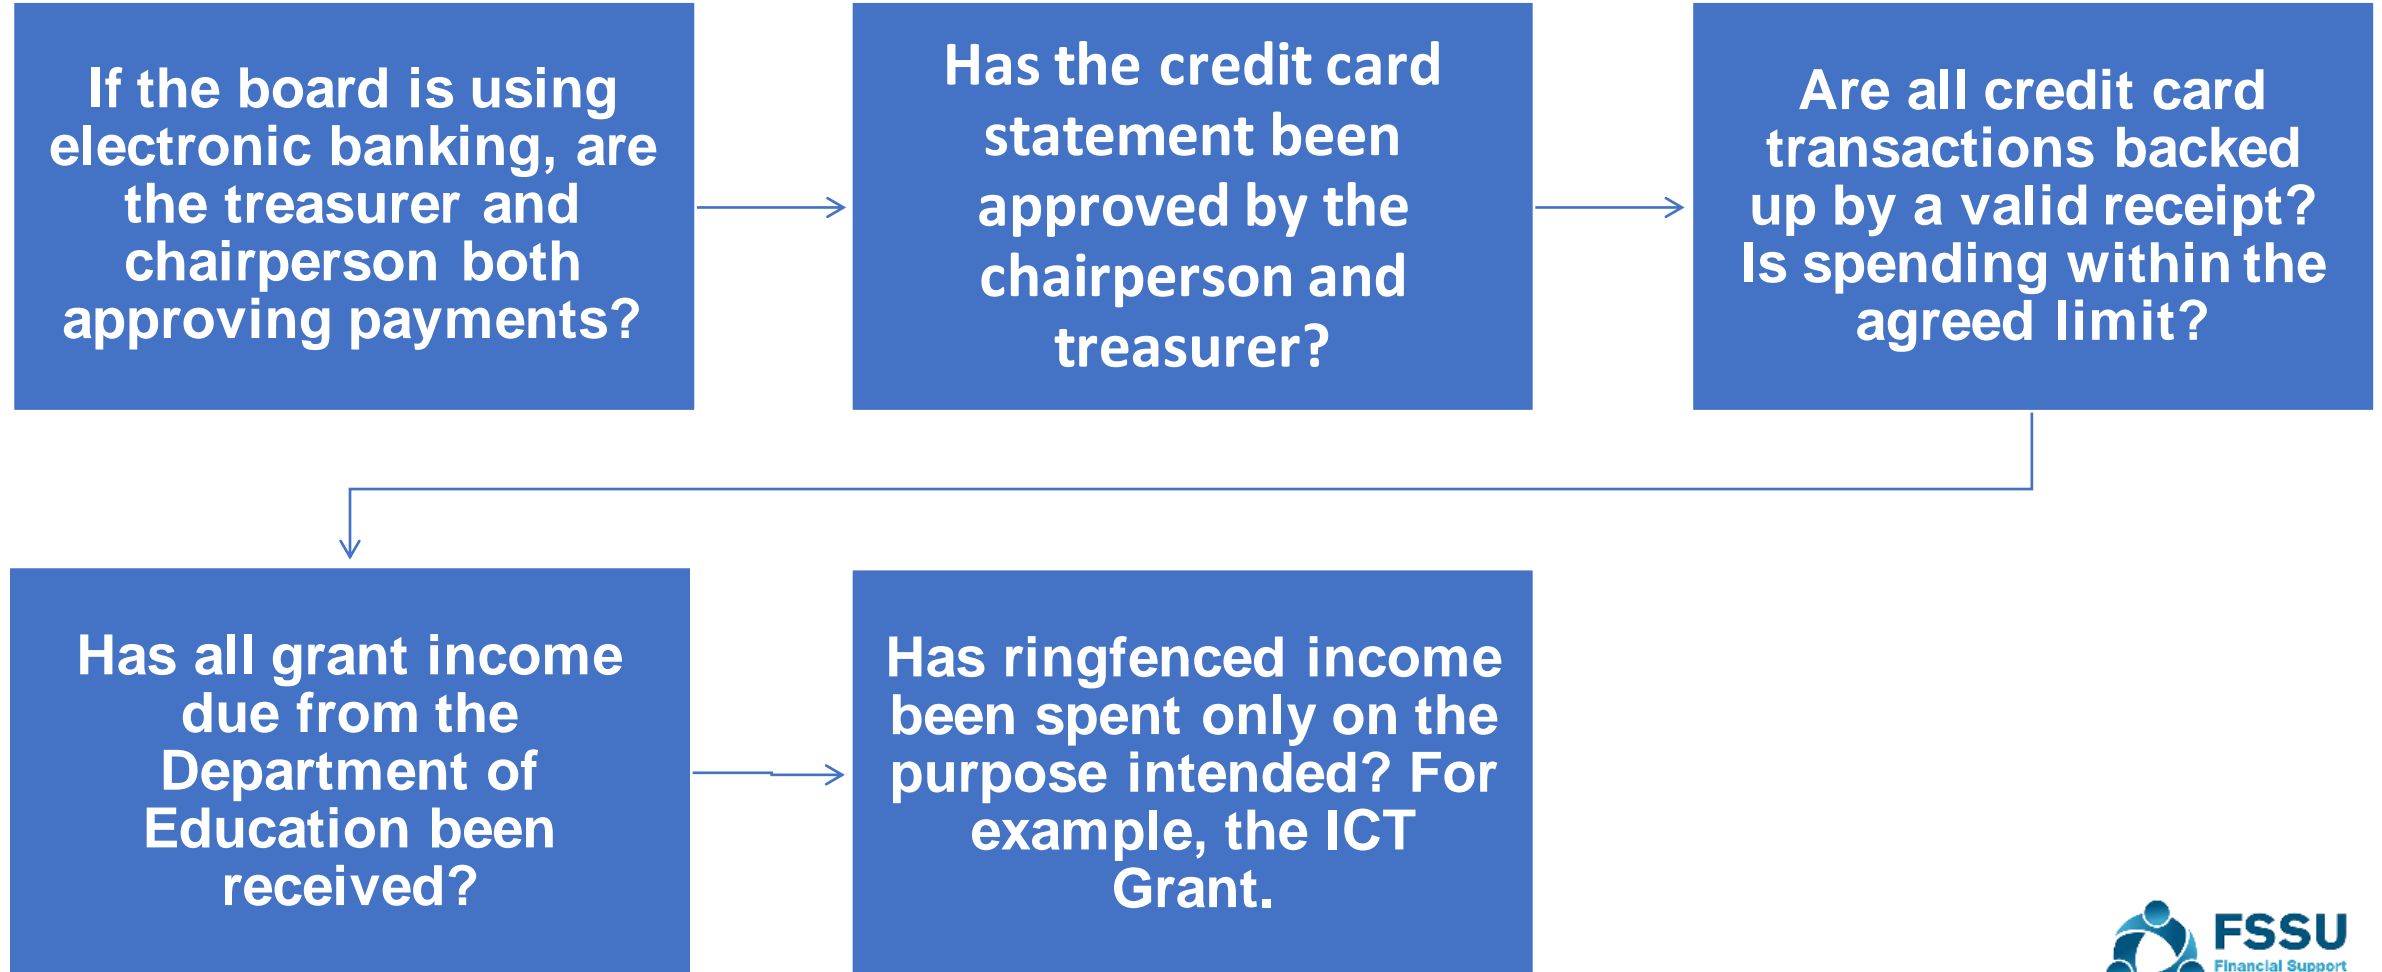 If the board is using
electronic banking, are
the treasurer and
chairperson both
approving payments?
Has the credit card
statement been
approved by the
chairperson and
treasurer?
Are all credit card
transactions backed
up by a valid receipt?
Is spending within the
agreed limit?
Has all grant income
due from the
Department of
Education been
received?
Has ringfenced income
been spent only on the
purpose intended? For
example, the ICT
Grant.
FSSU
Financial Support